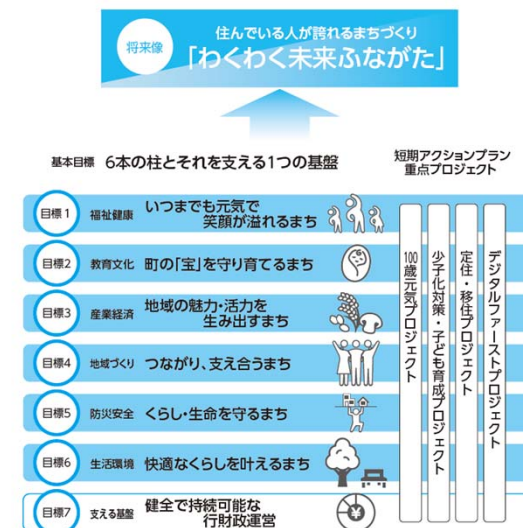 将来像
住んでいる人が誇れるまちづくり
「わくわく未来ふながた」
基本目標 6本の柱とそれを支える1つの基盤
短期アクションプラン
重点プロジェクト
目標1 福祉健康 いつまでも元気で
笑顔が溢れるまち
目標2 教育文化 町の「宝」を守り育てるまち
目標3 産業経済 地域の魅力・活力を
生み出すまち
目標4 地域づくり つながり、支え合うまち
目標5 防災安全 くらし・生命を守るまち
目標6 生活環境 快適なくらしを叶えるまち
目標7 支える基盤 健全で持続可能な
行財政運営
¥
100歳元気プロジェクト
少子化対策・子ども育成プロジェクト
定住・移住プロジェクト
デジタルファーストプロジェクト